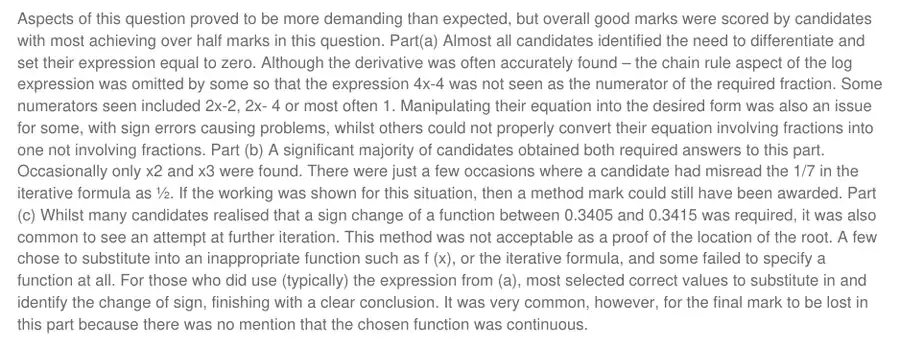 Aspects of this question proved to be more demanding than expected, but overall good marks were scored by candidates
with most achieving over half marks in this question. Part(a) Almost all candidates identified the need to differentiate and
set their expression equal to zero. Although the derivative was often accurately found – the chain rule aspect of the log
expression was omitted by some so that the expression 4x-4 was not seen as the numerator of the required fraction. Some
numerators seen included 2x-2, 2x- 4 or most often 1. Manipulating their equation into the desired form was also an issue
for some, with sign errors causing problems, whilst others could not properly convert their equation involving fractions into
one not involving fractions. Part (b) A significant majority of candidates obtained both required answers to this part.
Occasionally only x2 and x3 were found. There were just a few occasions where a candidate had misread the 1/7 in the
iterative formula as ½. If the working was shown for this situation, then a method mark could still have been awarded. Part
(c) Whilst many candidates realised that a sign change of a function between 0.3405 and 0.3415 was required, it was also
common to see an attempt at further iteration. This method was not acceptable as a proof of the location of the root. A few
chose to substitute into an inappropriate function such as f (x), or the iterative formula, and some failed to specify a
function at all. For those who did use (typically) the expression from (a), most selected correct values to substitute in and
identify the change of sign, finishing with a clear conclusion. It was very common, however, for the final mark to be lost in
this part because there was no mention that the chosen function was continuous.